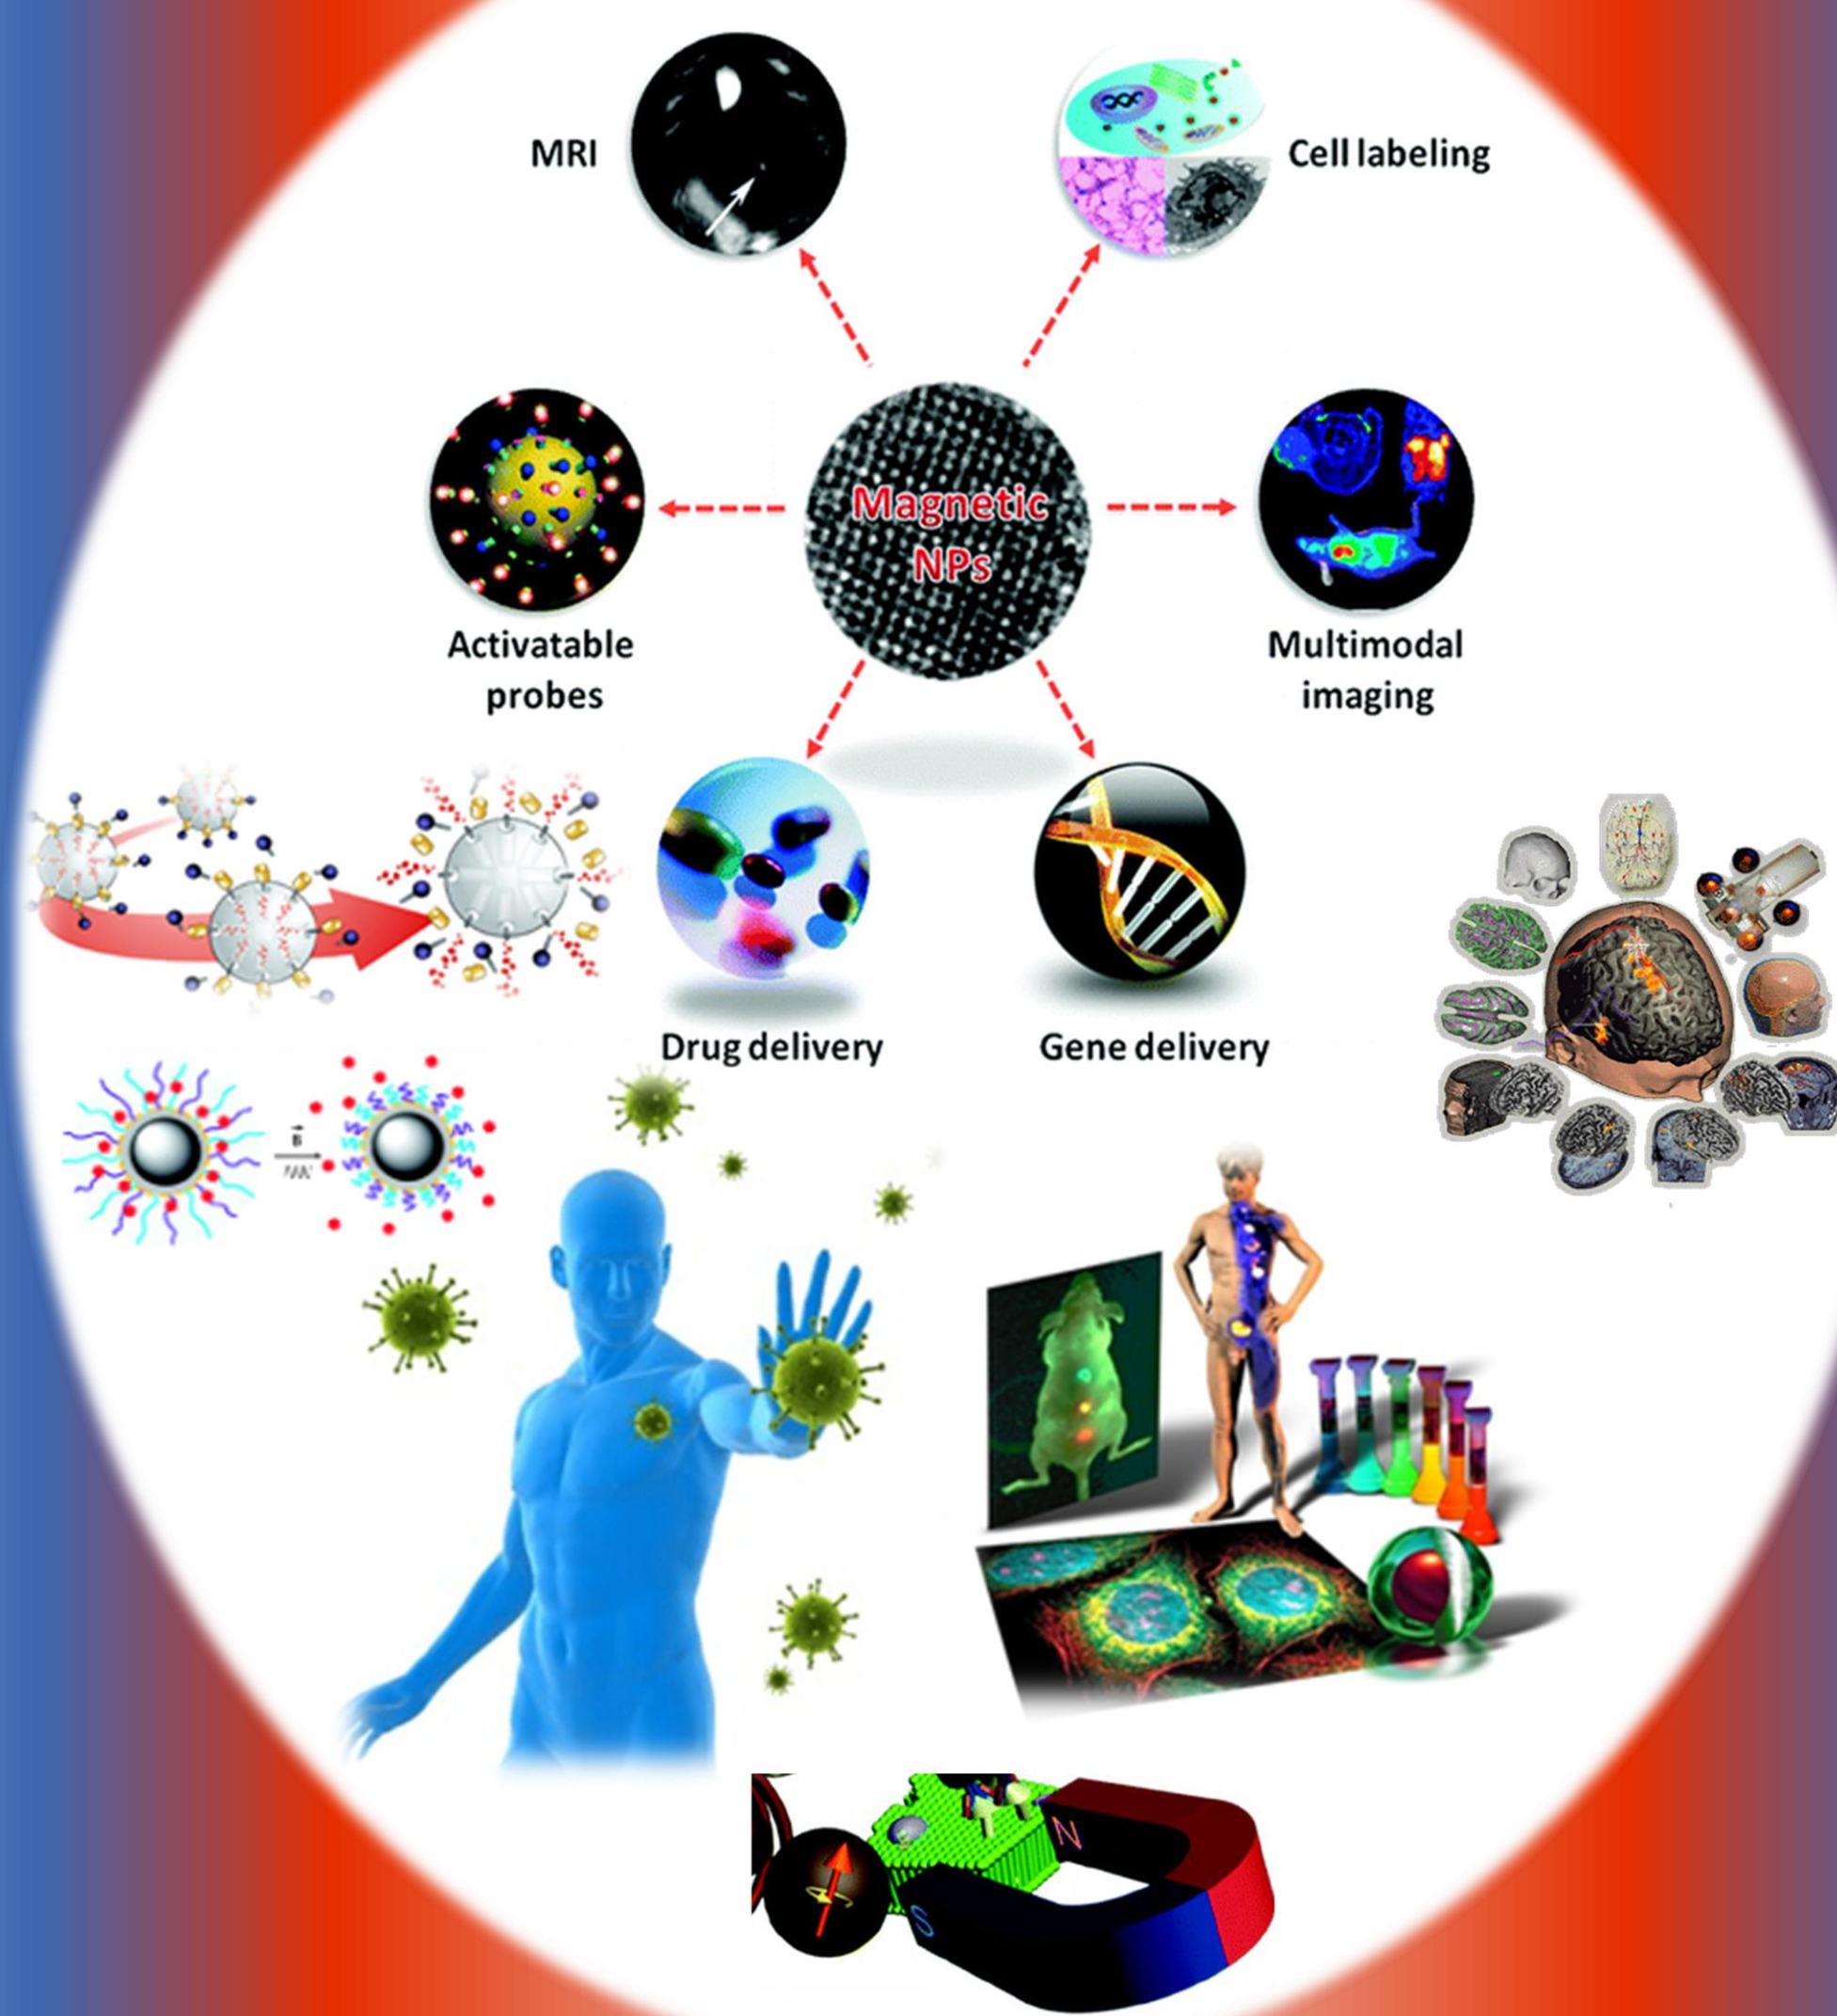 MRI
Cell labeling
Magnetic
NPs
Activatable
probes
Multimodal
imaging
Drug delivery
Gene delivery
B
N
S